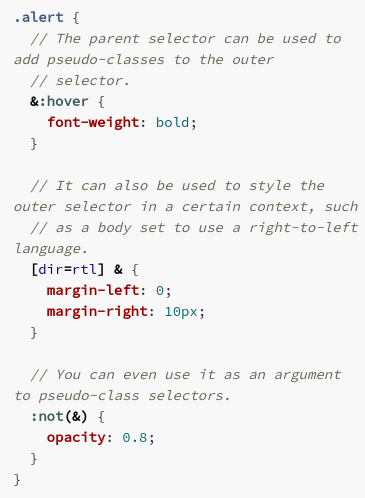 .alert {
  // The parent selector can be used to
add pseudo-classes to the outer
  // selector.
  &:hover {
    font-weight: bold;
  }

  // It can also be used to style the
outer selector in a certain context, such
  // as a body set to use a right-to-left
language.
  [dir=rtl] & {
    margin-left: 0;
    margin-right: 10px;
  }

  // You can even use it as an argument
to pseudo-class selectors.
  :not(&) {
    opacity: 0.8;
  }
}